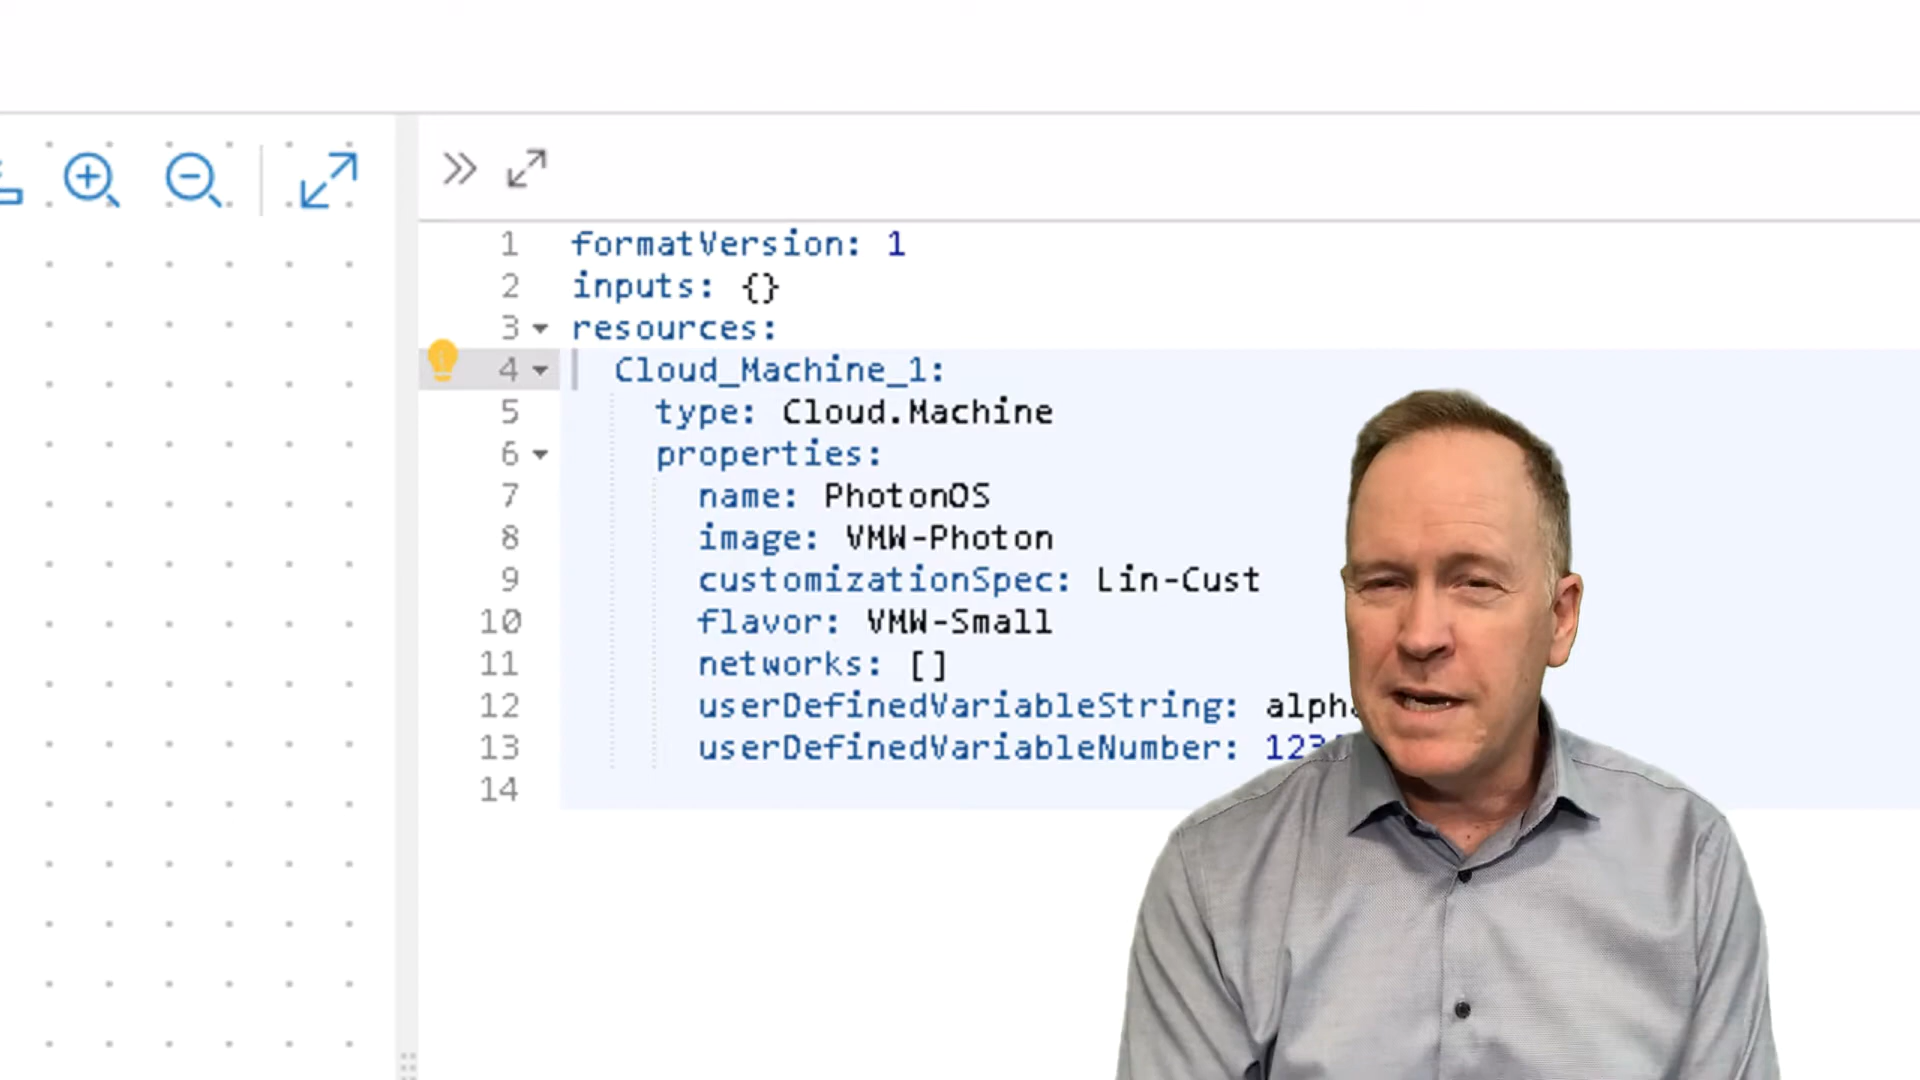 1 formatVersion: 1
2 inputs: {}
3 resources:
4 Cloud_Machine_1:
5 type: Cloud.Machine
6 properties:
7 name: PhotonOS
8 image: VMW-Photon
9 customizationSpec: Lin-Cust
10 flavor: VMW-Small
11 networks: []
12 userDefinedVariableString:
13 userDefinedVariableNumber:
14